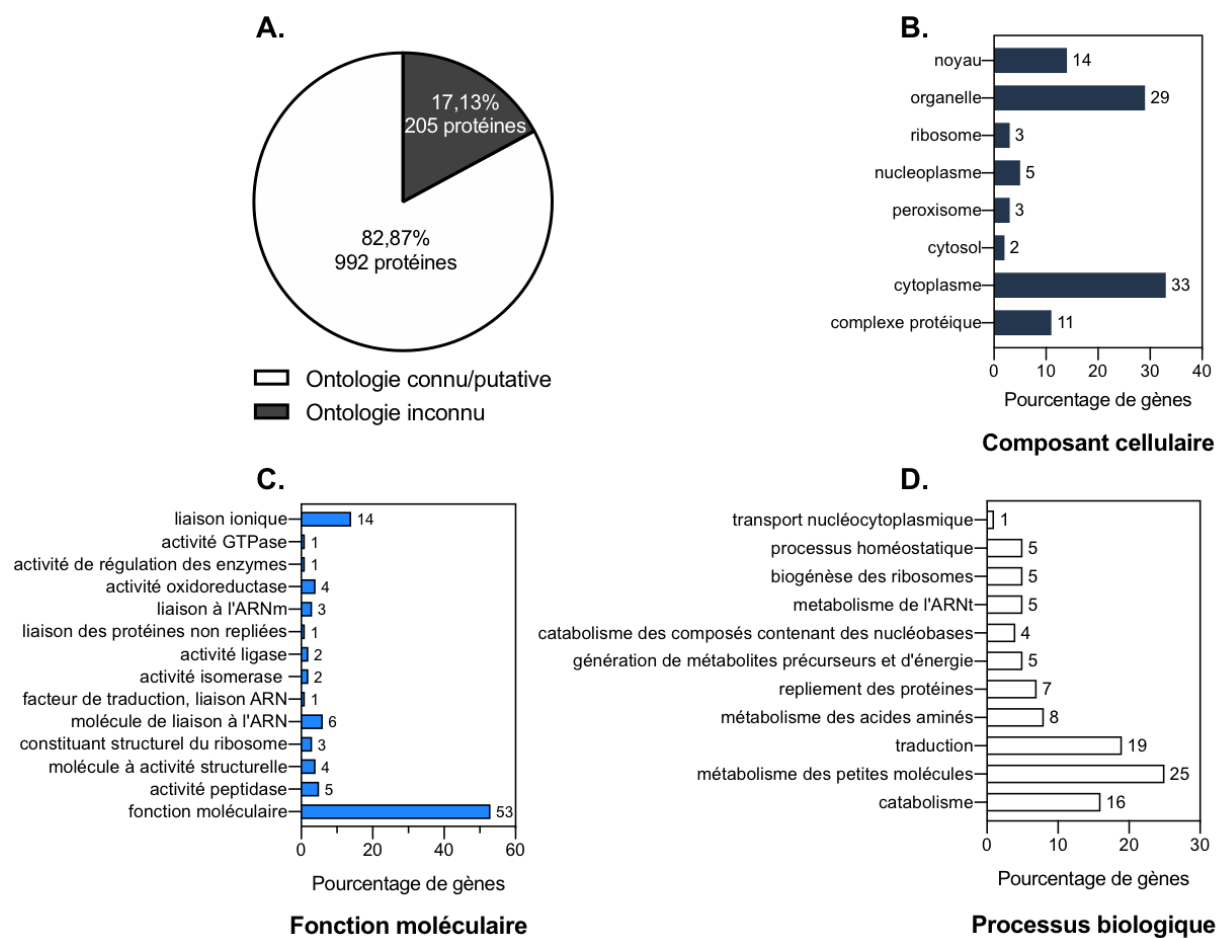 A.
17,13%
205 protéines
82,87%
992 protéines
Ontologie connu/putative
Ontologie inconnu
B.
noyau 14
organelle 29
ribosome 3
nucleoplasme 5
peroxisome 3
cytosol 2
cytoplasme 33
complexe protéique 11
0 10 20 30 40
Pourcentage de gènes
Composant cellulaire
C.
liaison ionique 14
activité GTPase 1
activité de régulation des enzymes 1
activité oxidoreductase 4
liaison à l'ARNm 3
liaison des protéines non repliées 1
activité ligase 2
activité isomerase 2
facteur de traduction, liaison ARN 1
molécule de liaison à l'ARN 6
constituant structurel du ribosome 3
molécule à activité structurelle 4
activité peptidase 5
fonction moléculaire 53
0 20 40 60
Pourcentage de gènes
Fonction moléculaire
D.
transport nucléocytoplasmique 1
processus homéostatique 5
biogénèse des ribosomes 5
metabolisme de l'ARNt 5
catabolisme des composés contenant des nucléobases 4
génération de métabolites précurseurs et d'énergie 5
repliement des protéines 7
métabolisme des acides aminés 8
traduction 19
métabolisme des petites molécules 25
catabolisme 16
0 10 20 30
Pourcentage de gènes
Processus biologique